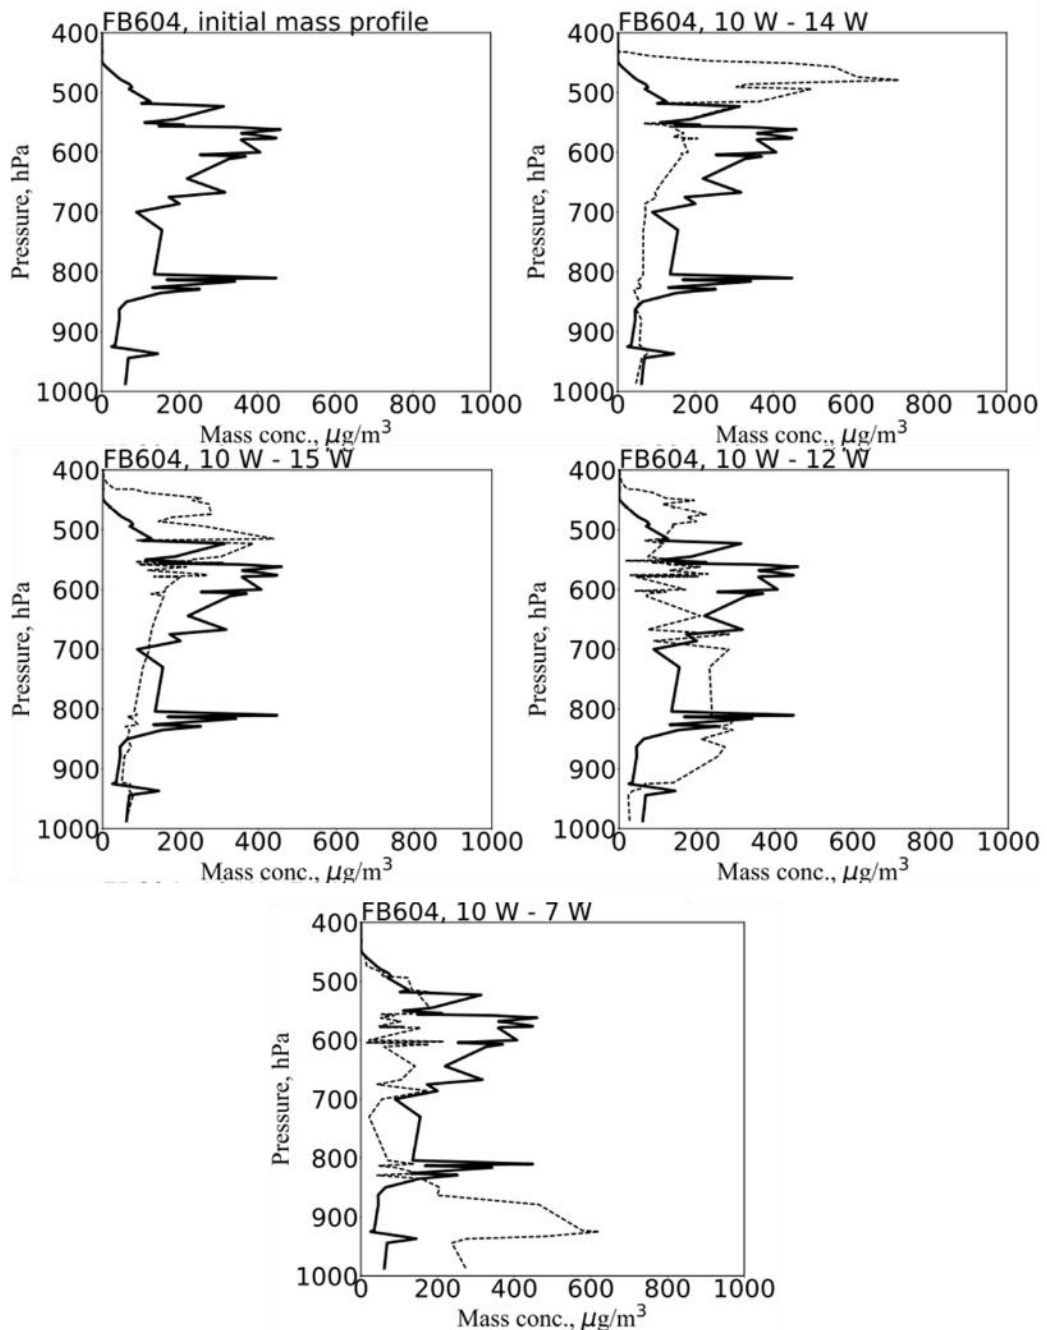 FB604, initial mass profile
400
500
600
700
800
900
1000
Pressure, hPa
0 200 400 600 800 1000
Mass conc., μg/m³
FB604, 10 W - 14 W
400
500
600
700
800
900
1000
Pressure, hPa
0 200 400 600 800 1000
Mass conc., μg/m³
FB604, 10 W - 15 W
400
500
600
700
800
900
1000
Pressure, hPa
0 200 400 600 800 1000
Mass conc., μg/m³
FB604, 10 W - 12 W
400
500
600
700
800
900
1000
Pressure, hPa
0 200 400 600 800 1000
Mass conc., μg/m³
FB604, 10 W - 7 W
400
500
600
700
800
900
1000
Pressure, hPa
0 200 400 600 800 1000
Mass conc., μg/m³